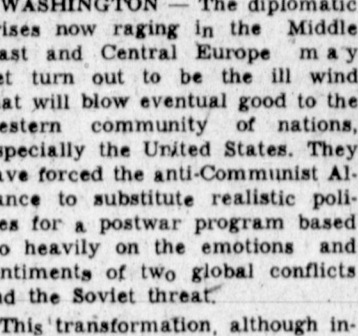 WASHINGTON — The diplomatic
ises now raging in the Middle
ast and Central Europe may
et turn out to be the ill wind
at will blow eventual good to the
estern community of nations,
specially the United States. They
ave forced the anti-Communist Al-
ance to substitute realistic poli-
es for a postwar program based
o heavily on the emotions and
ntiments of two global conflicts
nd the Soviet threat.
This transformation, although in-